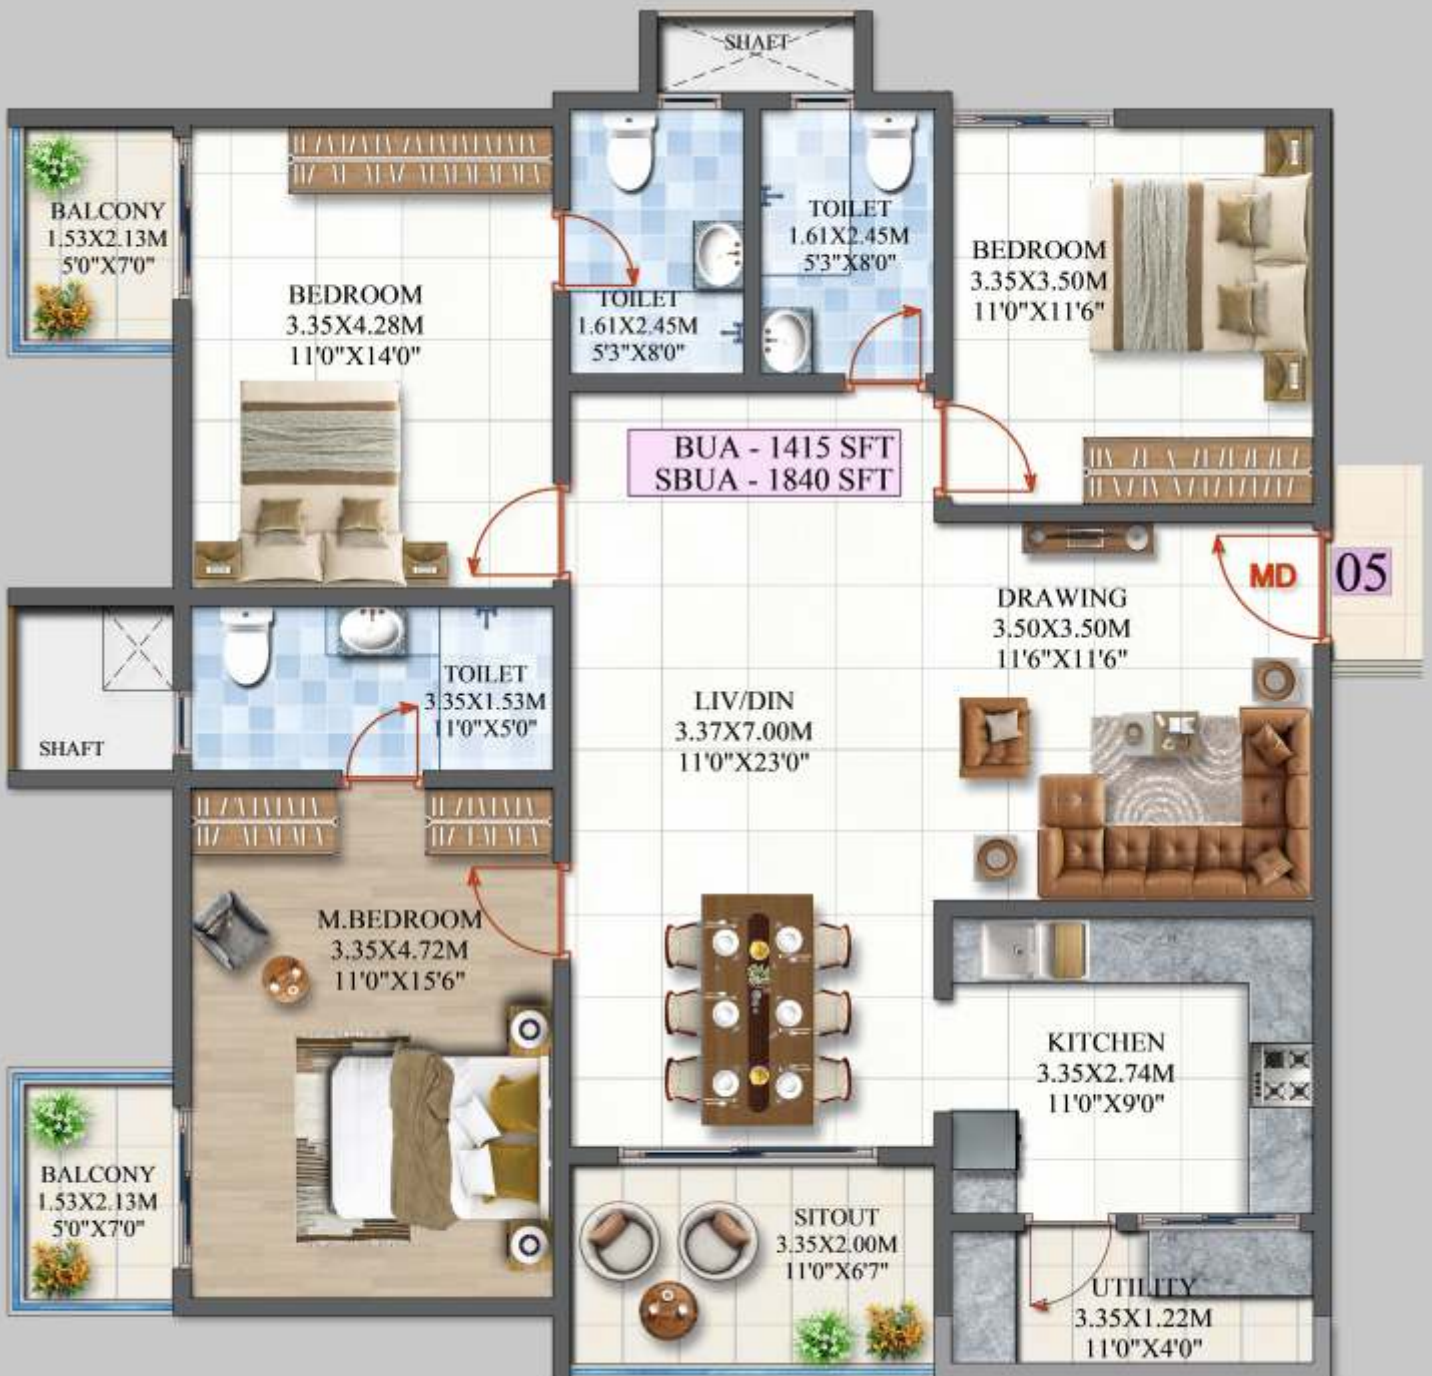 SHAFT
BALCONY
1.53X2.13M
5'0"X7'0"
BEDROOM
3.35X4.28M
11'0"X14'0"
TOILET
1.61X2.45M
5'3"X8'0"
TOILET
1.61X2.45M
5'3"X8'0"
BEDROOM
3.35X3.50M
11'0"X11'6"
BUA - 1415 SFT
SBUA - 1840 SFT
MD
05
DRAWING
3.50X3.50M
11'6"X11'6"
TOILET
3.35X1.53M
11'0"X5'0"
SHAFT
LIV/DIN
3.37X7.00M
11'0"X23'0"
M.BEDROOM
3.35X4.72M
11'0"X15'6"
KITCHEN
3.35X2.74M
11'0"X9'0"
BALCONY
1.53X2.13M
5'0"X7'0"
SITOUT
3.35X2.00M
11'0"X6'7"
UTILITY
3.35X1.22M
11'0"X4'0"